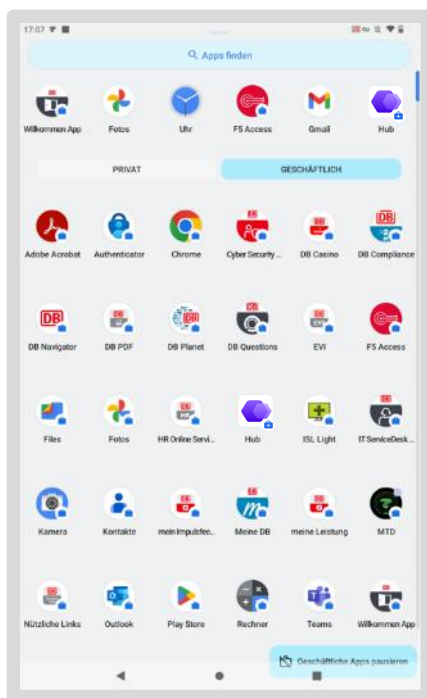 17:07
Apps finden
Willkommen App Fotos Uhr F5 Access Gmail Hub
PRIVAT GESCHÄFTLICH
Adobe Acrobat Authenticator Chrome Cyber Security ... DB Casino DB Compliance
DB Navigator DB PDF DB Planet DB Questions EVI F5 Access
Files Fotos HR Online Servi... Hub ISL Light IT ServiceDesk...
Kamera Kontakte mein Impulsfee... Meine DB meine Leistung MTD
Nützliche Links Outlook Play Store Rechner Teams Willkommen App
Geschäftliche Apps pausieren